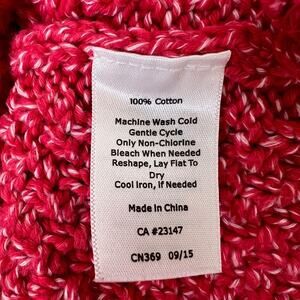 100% Cotton
Machine Wash Cold
Gentle Cycle
Only Non-Chlorine
Bleach When Needed
Reshape, Lay Flat To
Dry
Cool Iron, if Needed
Made in China
CA #23147
CN369 09/15